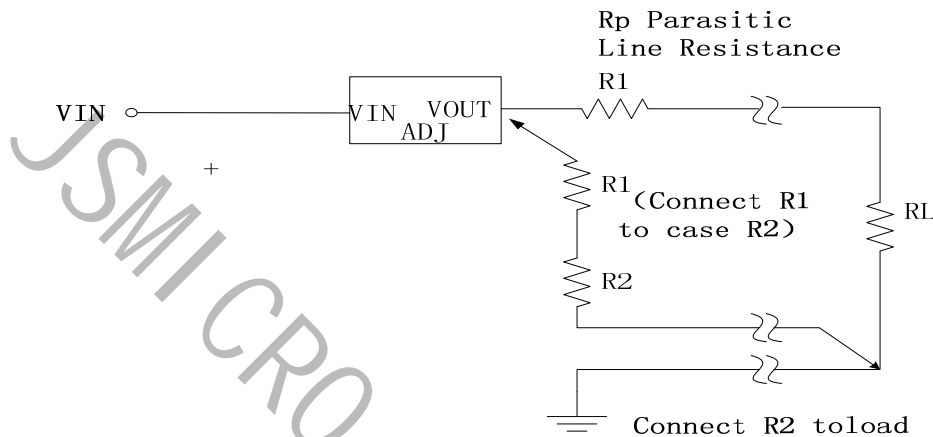 Rp Parasitic
Line Resistance
R1
VIN
VIN VOUT
ADJ
+
R1
(Connect R1
to case R2)
RL
R2
Connect R2 toload
JSMICRO